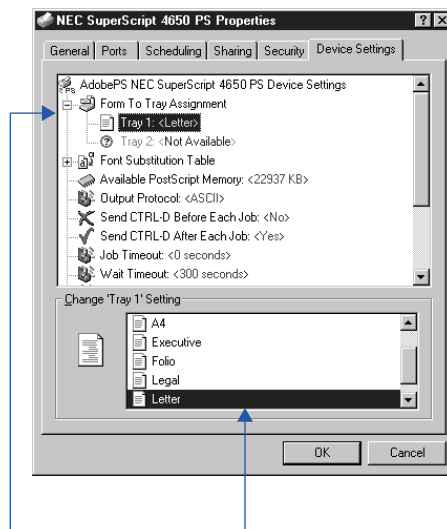 NEC SuperScript 4650 PS Properties
General Ports Scheduling Sharing Security Device Settings
AdobePS NEC SuperScript 4650 PS Device Settings
Form To Tray Assignment
Tray 1: <Letter>
Tray 2: <Not Available>
Font Substitution Table
Available PostScript Memory: <22937 KB>
Output Protocol: <ASCII>
Send CTRL-D Before Each Job: <No>
Send CTRL-D After Each Job: <Yes>
Job Timeout: <0 seconds>
Wait Timeout: <300 seconds>
Change 'Tray 1' Setting
A4
Executive
Folio
Legal
Letter
OK Cancel